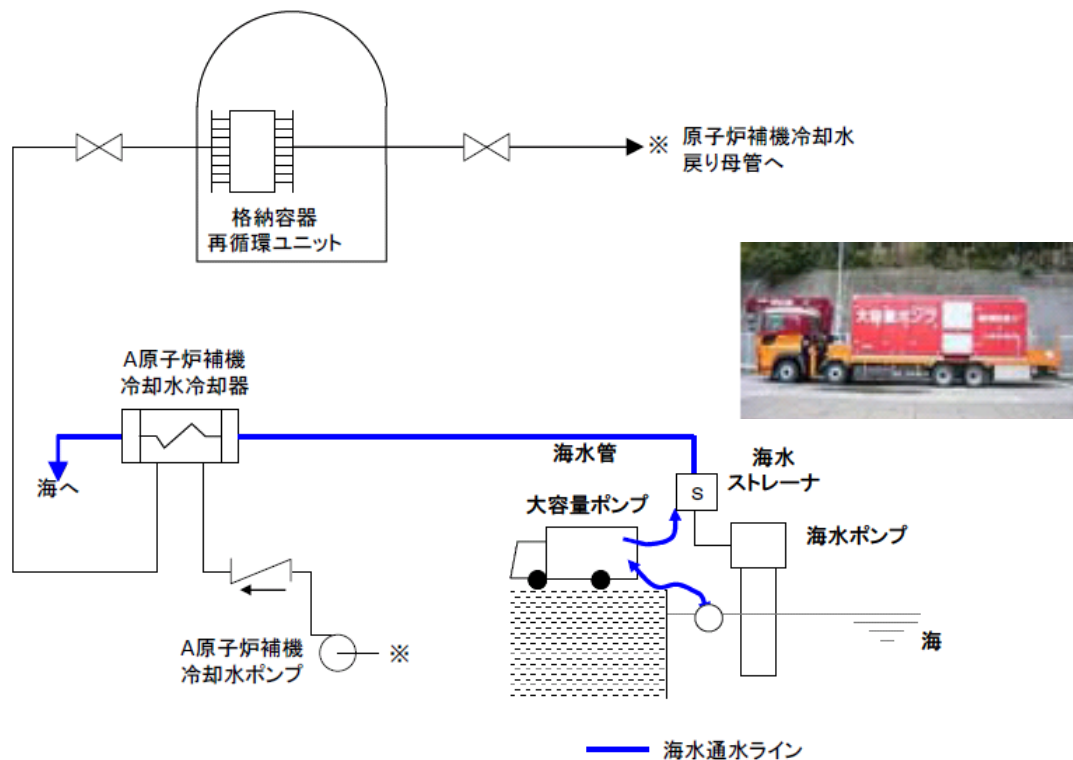 ※ 原子炉補機冷却水
戻り母管へ
格納容器
再循環ユニット
大容量ポンプ
A原子炉補機
冷却水冷却器
海水管
海水
ストレーナ
海へ
S
大容量ポンプ
海水ポンプ
海
A原子炉補機
冷却水ポンプ
※
海水通水ライン